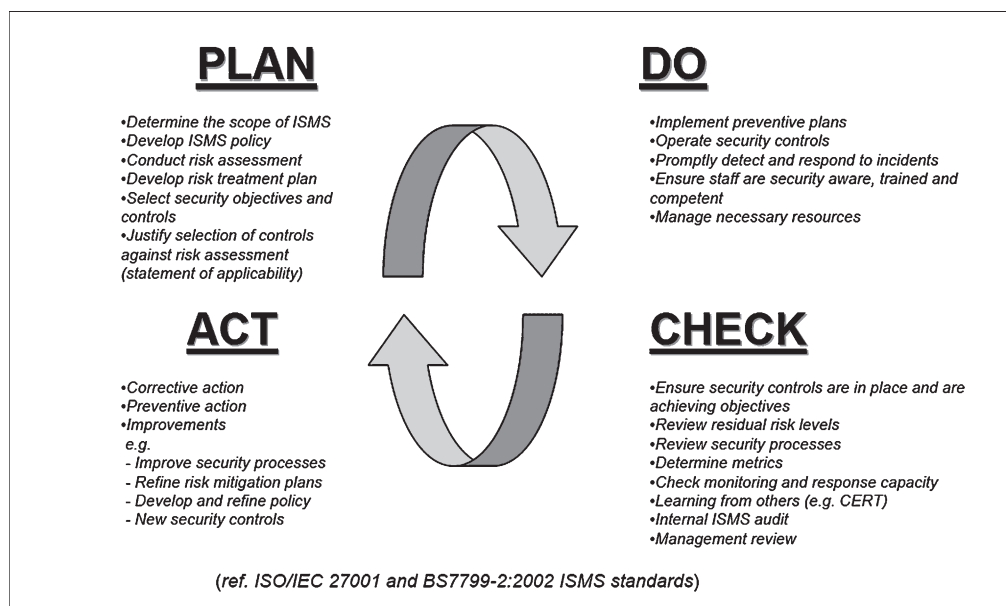 PLAN
•Determine the scope of ISMS
•Develop ISMS policy
•Conduct risk assessment
•Develop risk treatment plan
•Select security objectives and
controls
•Justify selection of controls
against risk assessment
(statement of applicability)
DO
•Implement preventive plans
•Operate security controls
•Promptly detect and respond to incidents
•Ensure staff are security aware, trained and
competent
•Manage necessary resources
ACT
•Corrective action
•Preventive action
•Improvements
e.g.
- Improve security processes
- Refine risk mitigation plans
- Develop and refine policy
- New security controls
CHECK
•Ensure security controls are in place and are
achieving objectives
•Review residual risk levels
•Review security processes
•Determine metrics
•Check monitoring and response capacity
•Learning from others (e.g. CERT)
•Internal ISMS audit
•Management review
(ref. ISO/IEC 27001 and BS7799-2:2002 ISMS standards)